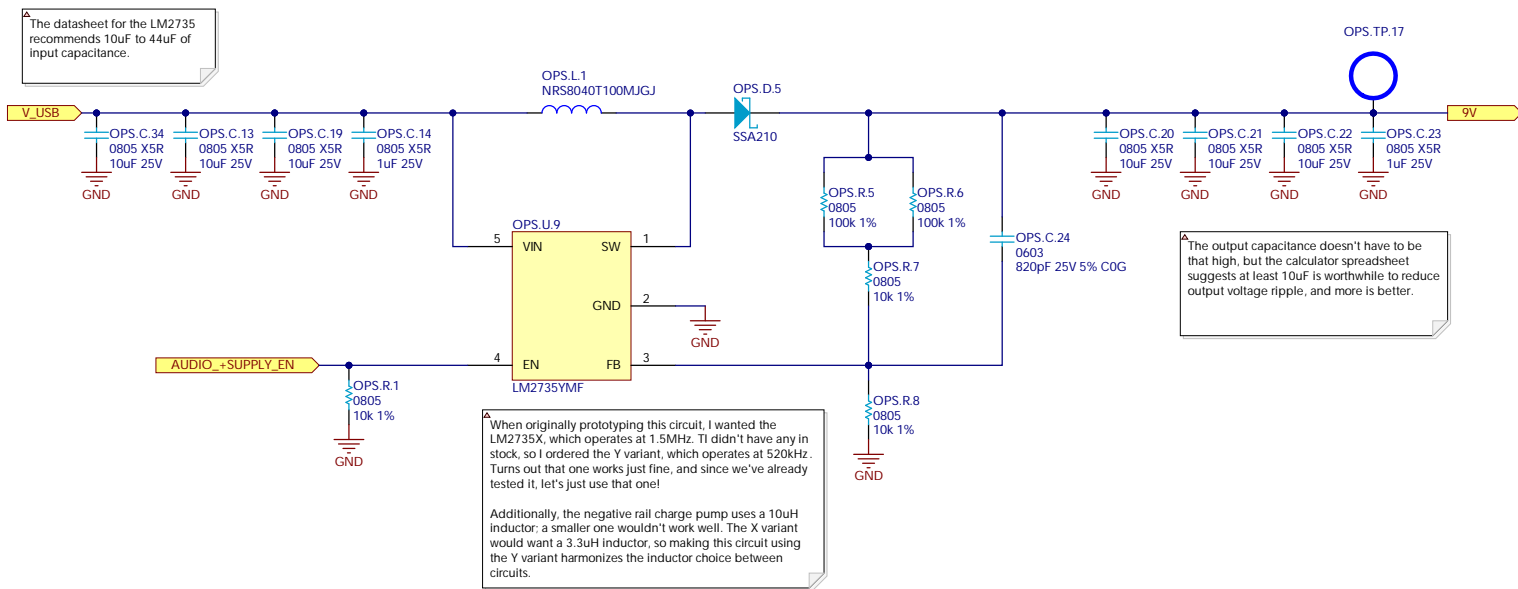 The datasheet for the LM2735
recommends 10uF to 44uF of
input capacitance.
OPS.TP.17
OPS.L.1
NRS8040T100MJGJ
OPS.D.5
SSA210
V_USB
9V
OPS.C.34
0805 X5R
10uF 25V
GND
OPS.C.13
0805 X5R
10uF 25V
GND
OPS.C.19
0805 X5R
10uF 25V
GND
OPS.C.14
0805 X5R
1uF 25V
GND
OPS.C.20
0805 X5R
10uF 25V
GND
OPS.C.21
0805 X5R
10uF 25V
GND
OPS.C.22
0805 X5R
10uF 25V
GND
OPS.C.23
0805 X5R
1uF 25V
GND
OPS.R.5
0805
100k 1%
OPS.R.6
0805
100k 1%
OPS.U.9
5 VIN SW 1
GND 2
GND
4 EN FB 3
LM2735YMF
OPS.C.24
0603
820pF 25V 5% C0G
OPS.R.7
0805
10k 1%
The output capacitance doesn't have to be
that high, but the calculator spreadsheet
suggests at least 10uF is worthwhile to reduce
output voltage ripple, and more is better.
AUDIO_+SUPPLY_EN
OPS.R.1
0805
10k 1%
GND
OPS.R.8
0805
10k 1%
GND
When originally prototyping this circuit, I wanted the
LM2735X, which operates at 1.5MHz. TI didn't have any in
stock, so I ordered the Y variant, which operates at 520kHz.
Turns out that one works just fine, and since we've already
tested it, let's just use that one!
Additionally, the negative rail charge pump uses a 10uH
inductor; a smaller one wouldn't work well. The X variant
would want a 3.3uH inductor, so making this circuit using
the Y variant harmonizes the inductor choice between
circuits.